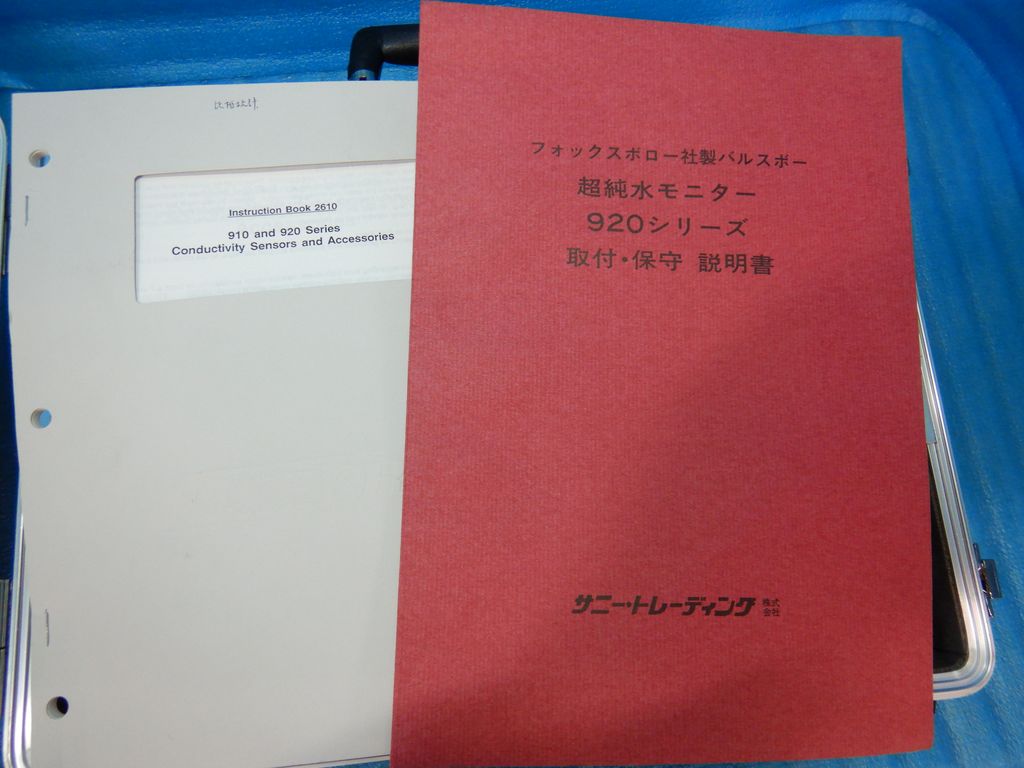 Instruction Book 2610
910 and 920 Series
Conductivity Sensors and Accessories
フォックスボロー社製バルスボー
超純水モニター
920シリーズ
取付・保守 説明書
サニー・トレーディング 株式会社